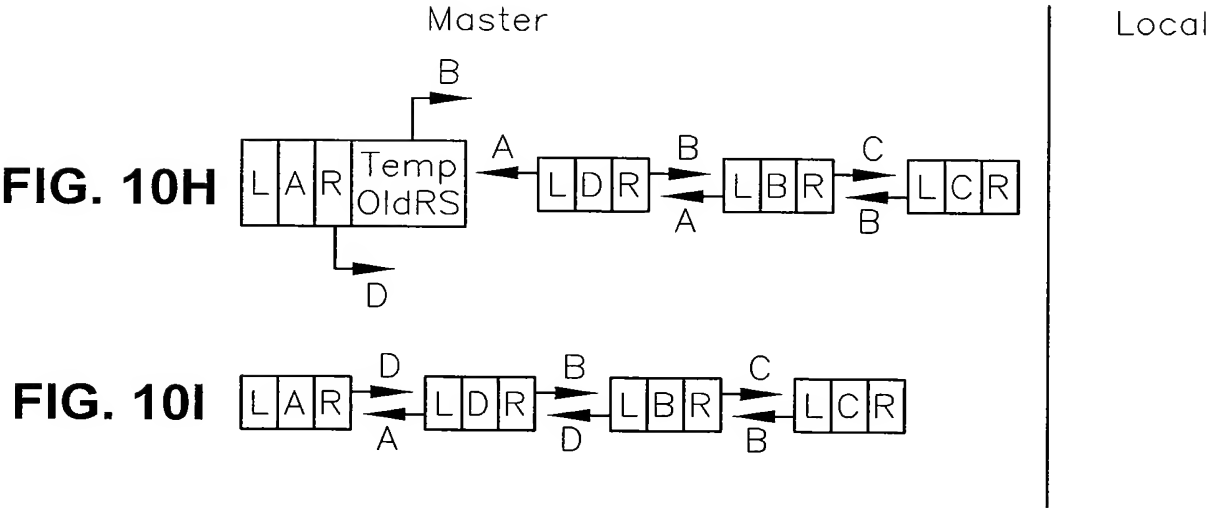 Master
Local
B
FIG. 10H
L A R Temp OldRS
A
L D R
B
A
L B R
C
B
L C R
D
FIG. 10I
L A R
D
A
L D R
B
D
L B R
C
B
L C R